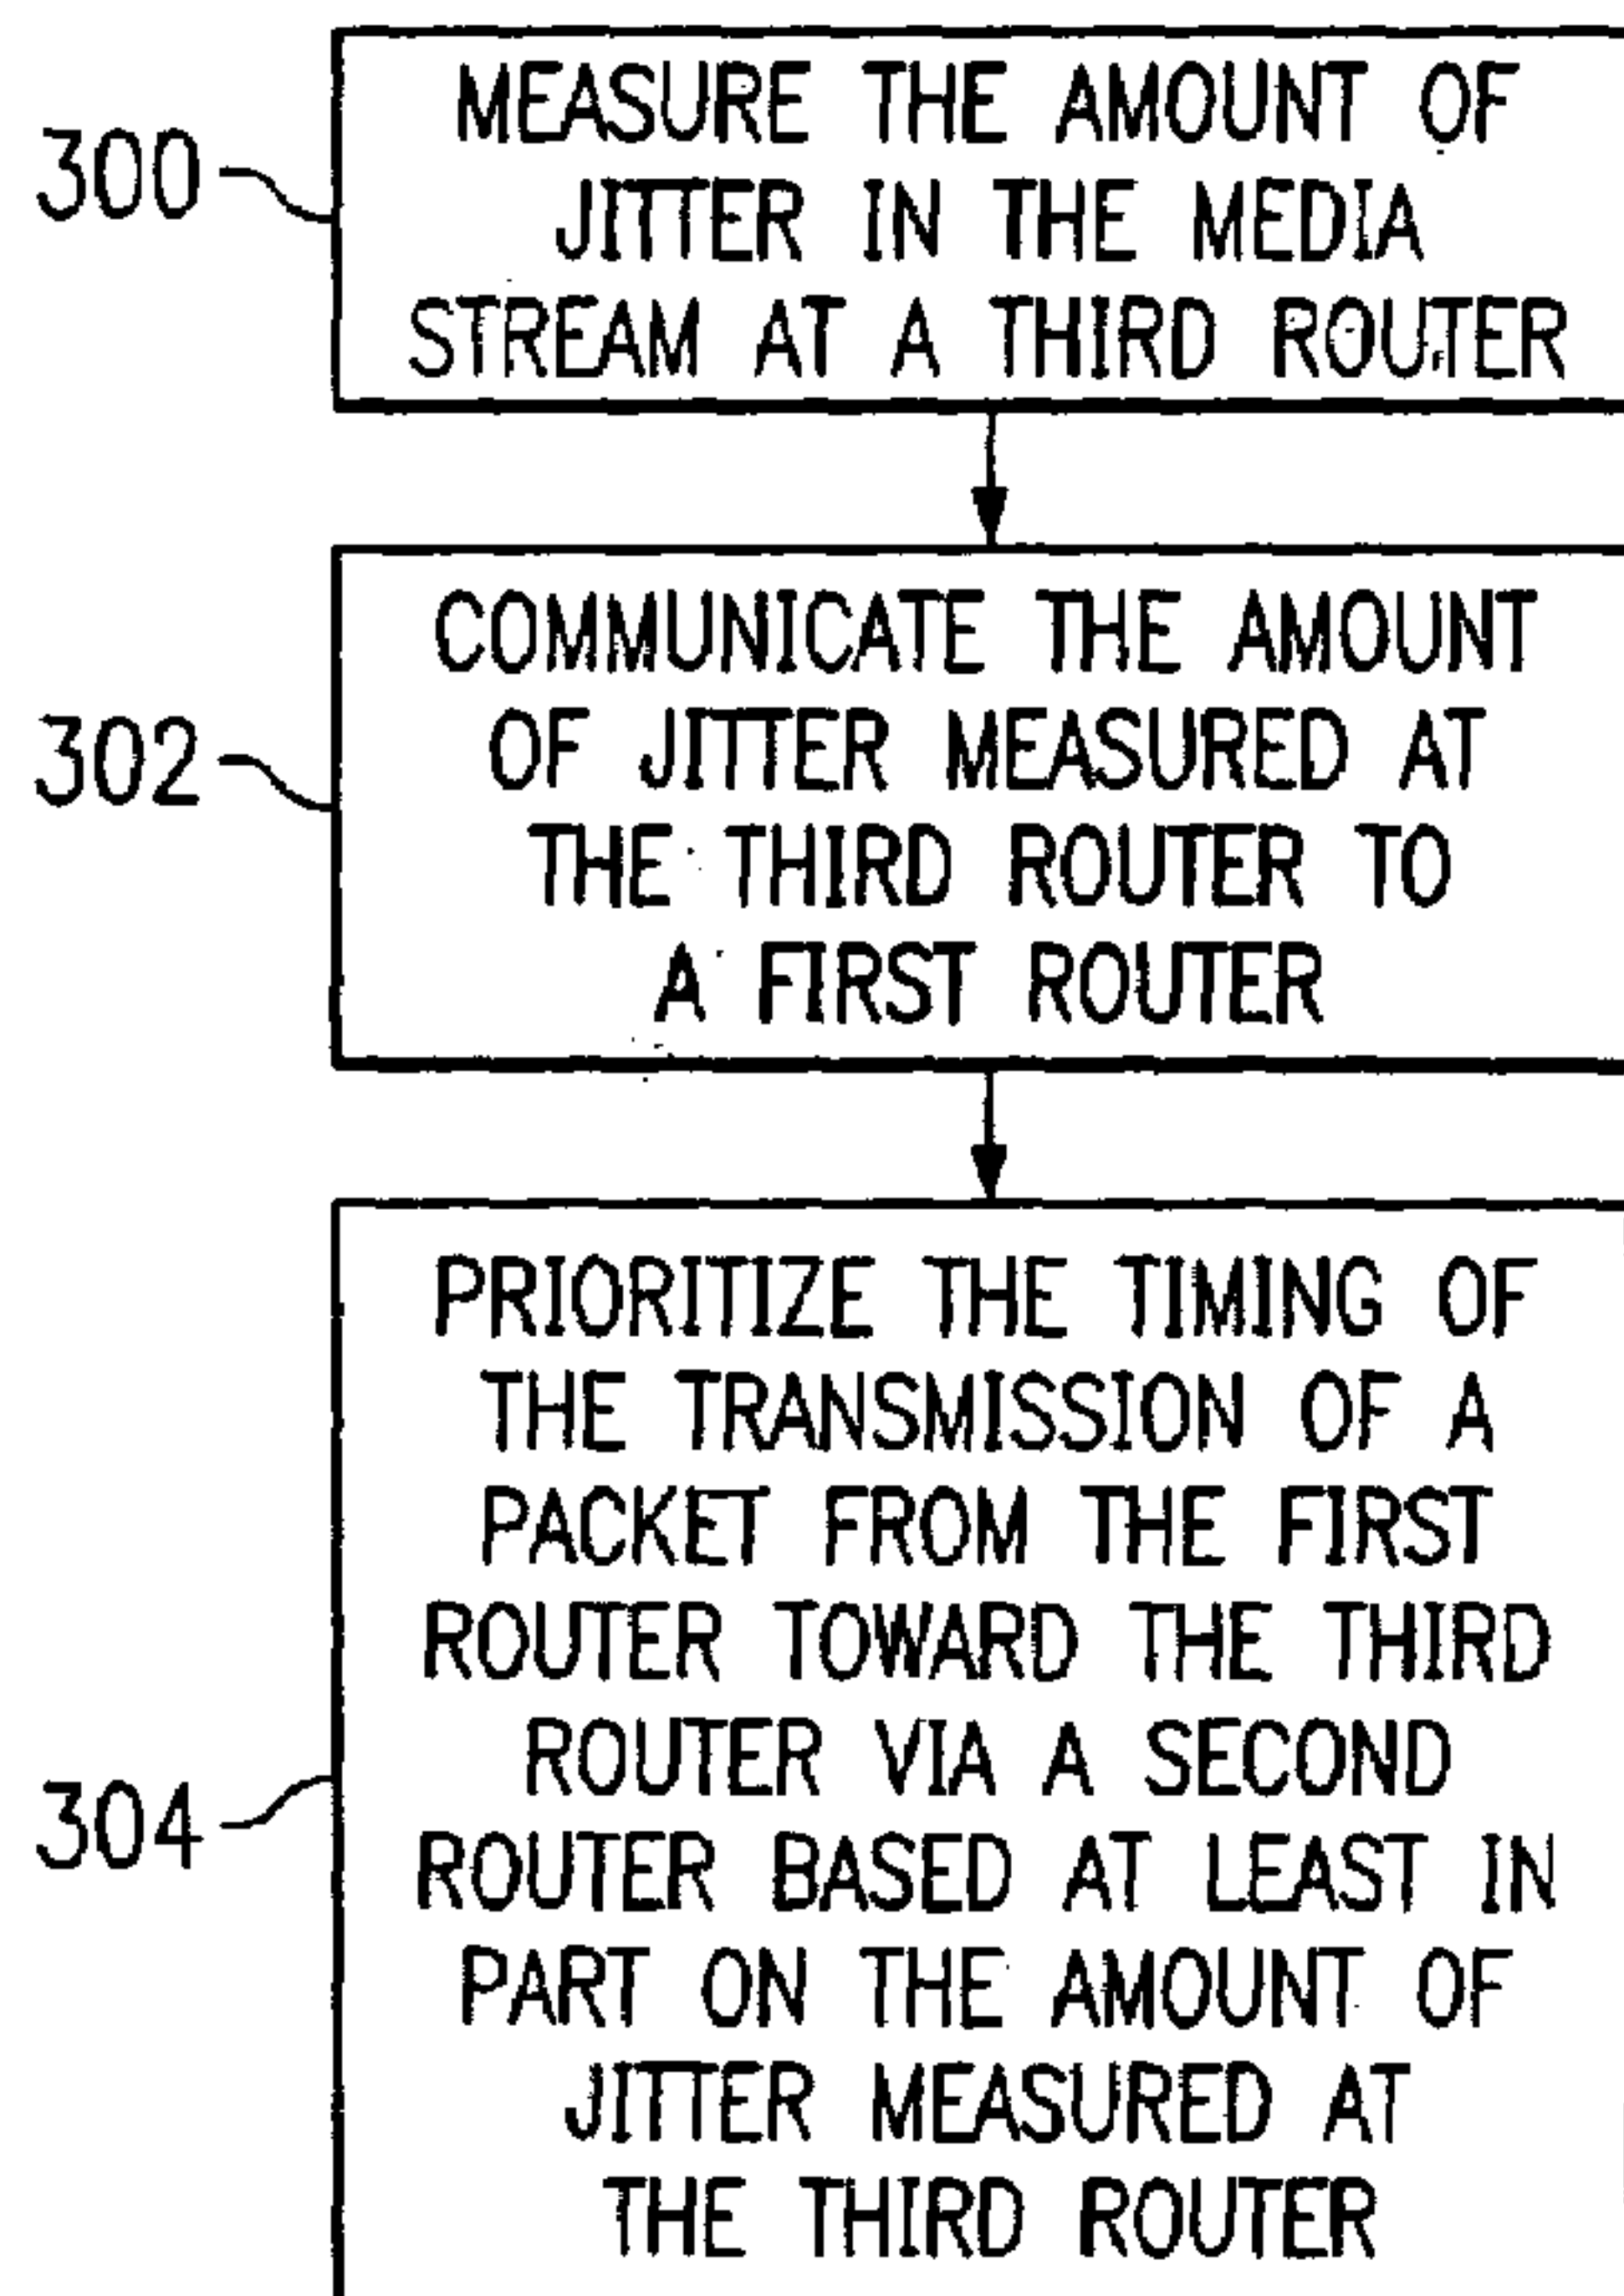 300
MEASURE THE AMOUNT OF
JITTER IN THE MEDIA
STREAM AT A THIRD ROUTER
302
COMMUNICATE THE AMOUNT
OF JITTER MEASURED AT
THE THIRD ROUTER TO
A FIRST ROUTER
304
PRIORITIZE THE TIMING OF
THE TRANSMISSION OF A
PACKET FROM THE FIRST
ROUTER TOWARD THE THIRD
ROUTER VIA A SECOND
ROUTER BASED AT LEAST IN
PART ON THE AMOUNT OF
JITTER MEASURED AT
THE THIRD ROUTER